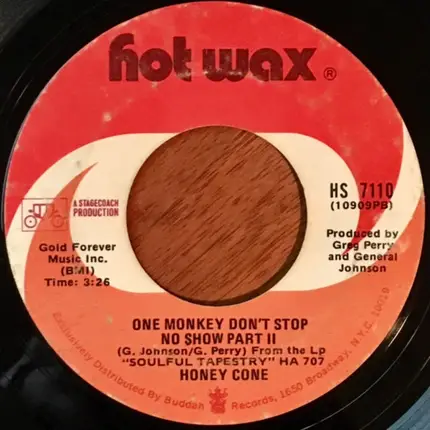 hot wax ®
HS 7110
(10909PB)
A STAGECOACH
PRODUCTION
Gold Forever
Music Inc.
(BMI)
Time: 3:26
Produced by
Greg Perry
and General
Johnson
ONE MONKEY DON'T STOP
NO SHOW PART II
(G. Johnson/G. Perry) From the Lp
"SOULFUL TAPESTRY" HA 707
HONEY CONE
Exclusively Distributed By Buddah Records, 1650 Broadway, N.Y.C. 10019